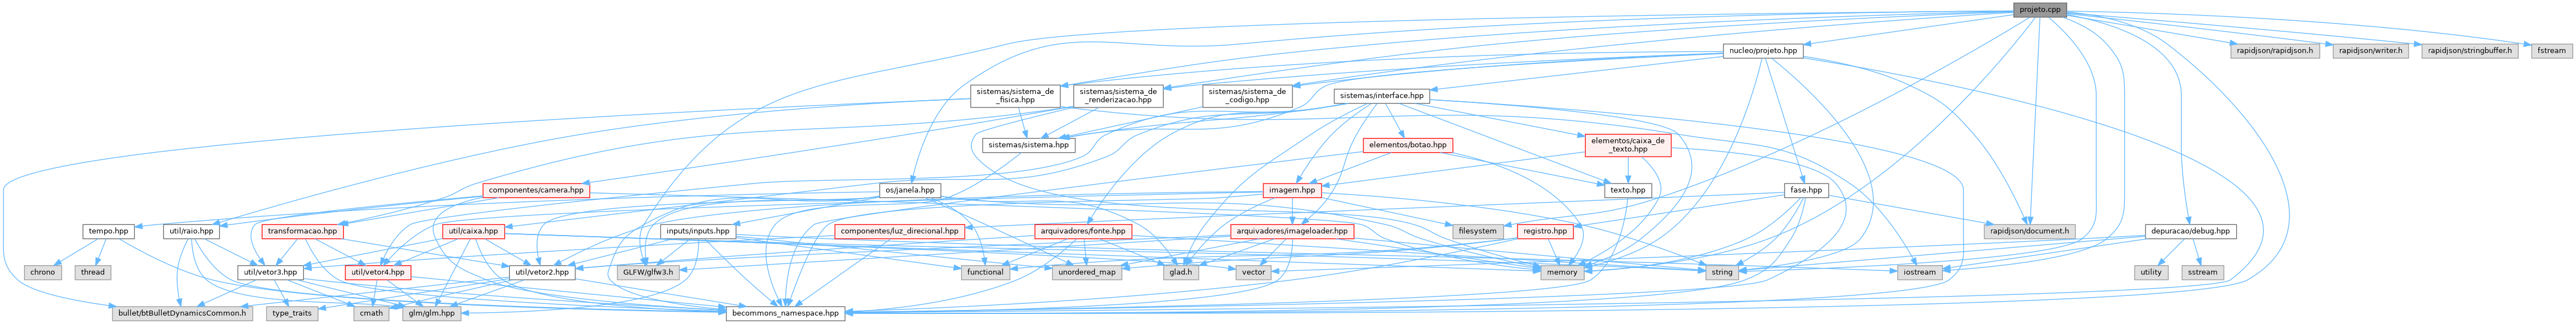 projeto.cpp
nucleo/projeto.hpp
rapidjson/rapidjson.h
rapidjson/writer.h
rapidjson/stringbuffer.h
fstream
sistemas/sistema_de
_fisica.hpp
sistemas/sistema_de
_renderizacao.hpp
sistemas/sistema_de
_codigo.hpp
sistemas/interface.hpp
sistemas/sistema.hpp
elementos/botao.hpp
elementos/caixa_de
_texto.hpp
componentes/camera.hpp
os/janela.hpp
imagem.hpp
texto.hpp
fase.hpp
tempo.hpp
util/raio.hpp
transformacao.hpp
util/caixa.hpp
inputs/inputs.hpp
componentes/luz_direcional.hpp
arquivadores/fonte.hpp
arquivadores/imageloader.hpp
registro.hpp
filesystem
rapidjson/document.h
depuracao/debug.hpp
chrono
thread
util/vetor3.hpp
util/vetor4.hpp
util/vetor2.hpp
GLFW/glfw3.h
functional
unordered_map
glad.h
vector
memory
string
iostream
utility
sstream
bullet/btBulletDynamicsCommon.h
type_traits
cmath
glm/glm.hpp
becommons_namespace.hpp